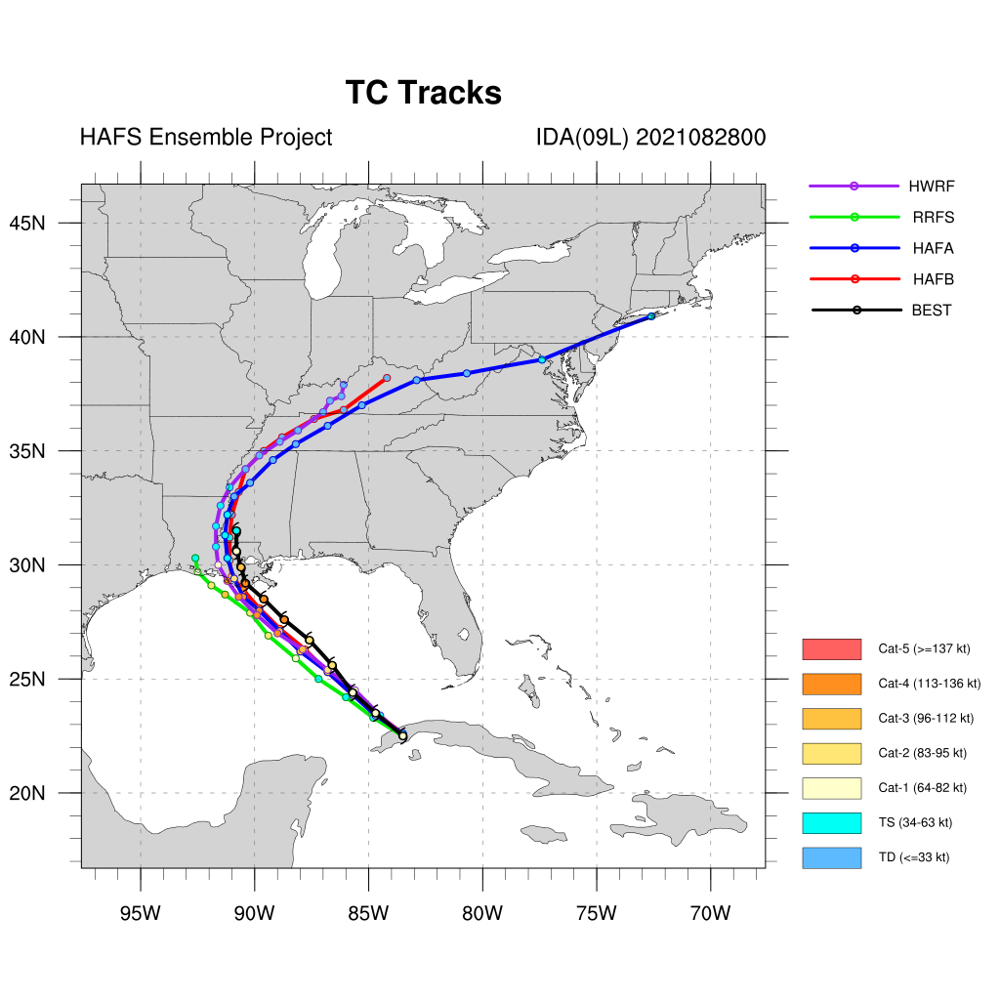 TC Tracks
HAFS Ensemble Project IDA(09L) 2021082800
HWRF
RRFS
HAFA
HAFB
BEST
45N
40N
35N
30N
25N
20N
95W 90W 85W 80W 75W 70W
Cat-5 (>=137 kt)
Cat-4 (113-136 kt)
Cat-3 (96-112 kt)
Cat-2 (83-95 kt)
Cat-1 (64-82 kt)
TS (34-63 kt)
TD (<=33 kt)